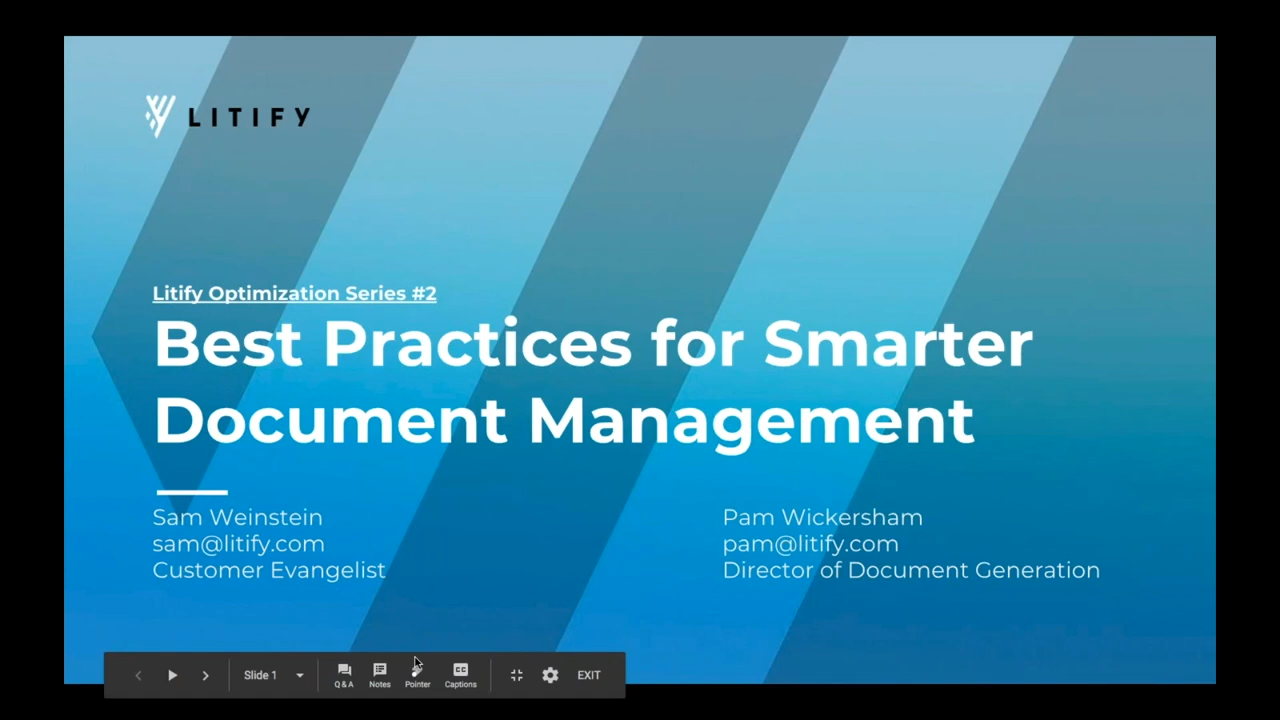 LITIFY
Litify Optimization Series #2
Best Practices for Smarter
Document Management
Sam Weinstein
sam@litify.com
Customer Evangelist
Pam Wickersham
pam@litify.com
Director of Document Generation
Slide 1
Q & A
Notes
Pointer
CC
Captions
EXIT